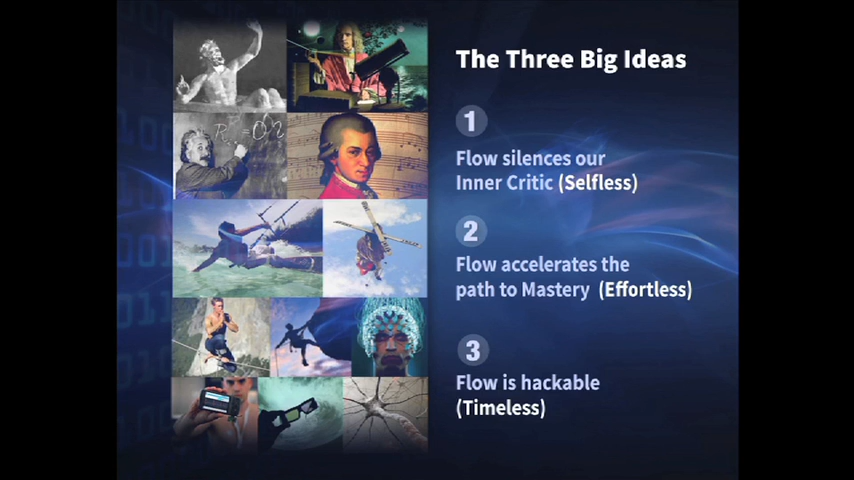 The Three Big Ideas
1
Flow silences our
Inner Critic (Selfless)
2
Flow accelerates the
path to Mastery (Effortless)
3
Flow is hackable
(Timeless)